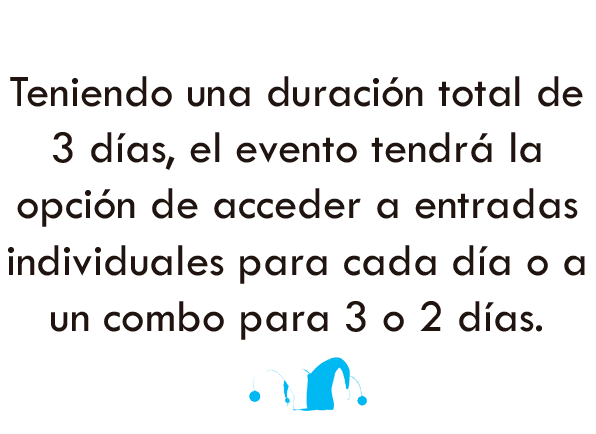 Teniendo una duración total de
3 días, el evento tendrá la
opción de acceder a entradas
individuales para cada día o a
un combo para 3 o 2 días.